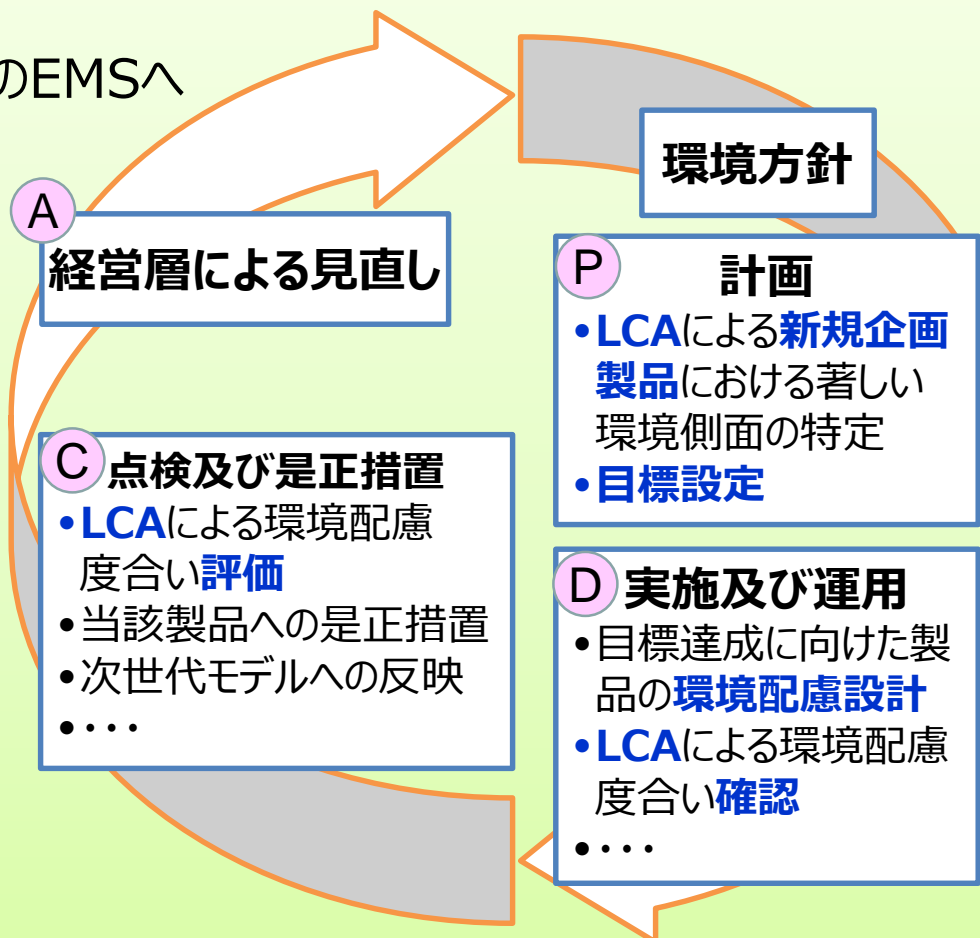 のEMSへ
環境方針
P
計画
•LCAによる新規企画
製品における著しい
環境側面の特定
•目標設定
D
実施及び運用
•目標達成に向けた製
品の環境配慮設計
•LCAによる環境配慮
度合い確認
•・・・
C
点検及び是正措置
•LCAによる環境配慮
度合い評価
•当該製品への是正措置
•次世代モデルへの反映
•・・・
A
経営層による見直し